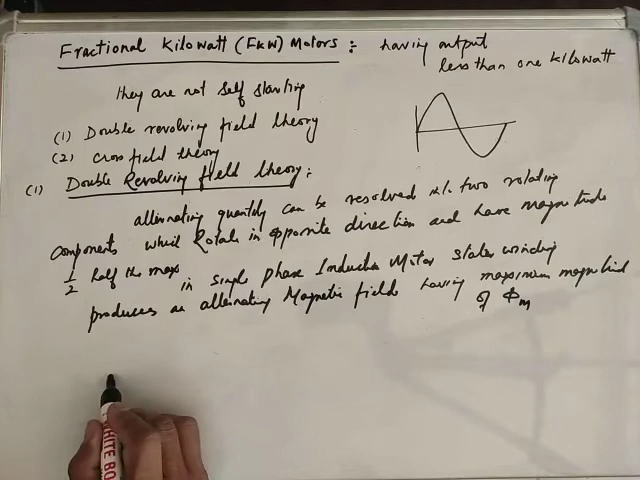 Fractional Kilowatt (FKW) Motors : having output
less than one kilowatt
they are not self starting
(1) Double revolving field theory
(2) Cross field theory
(1) Double Revolving field theory :
alternating quantity can be resolved into two rotating
components which Rotate in opposite direction and have magnitude
1/2 half the max
in single phase Induction Motor stator winding
produces an alternating Magnetic field having maximum magnitud
of Φm
WHITE BO